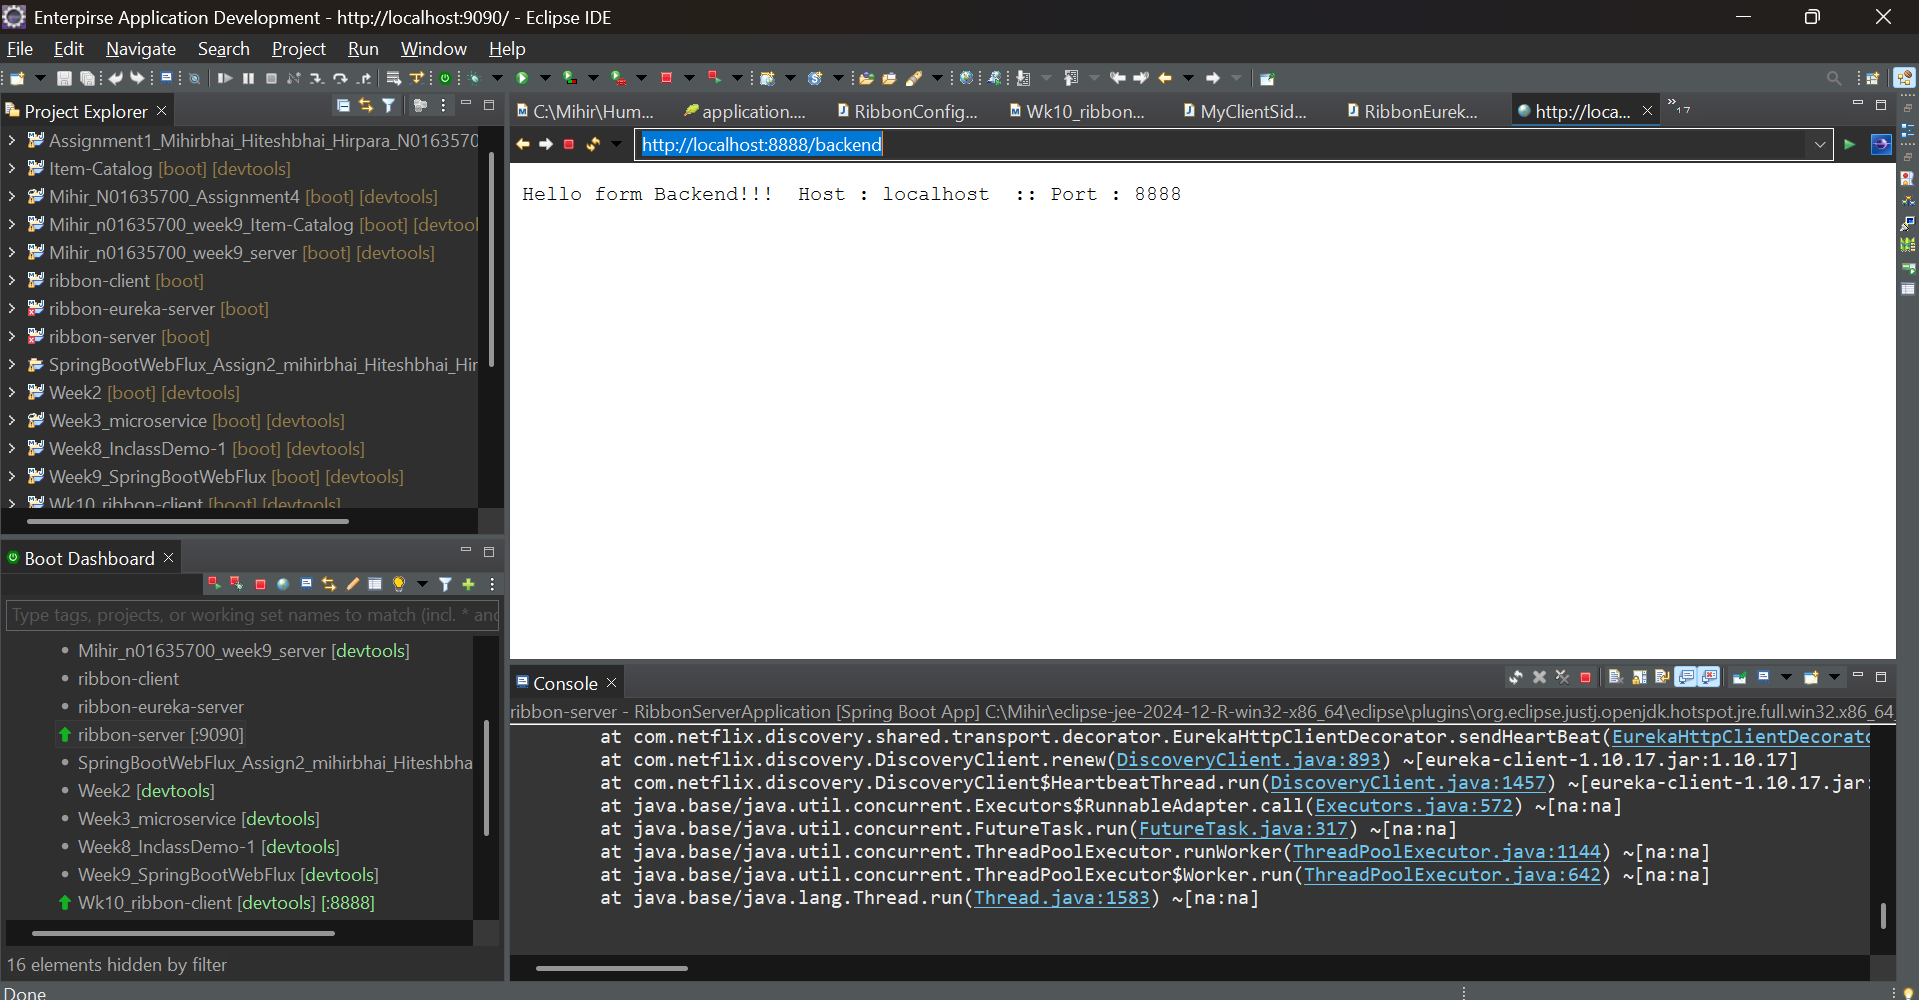 Enterpirse Application Development - http://localhost:9090/ - Eclipse IDE
File Edit Navigate Search Project Run Window Help
Project Explorer
C:\Mihir\Hum...
application....
RibbonConfig...
Wk10_ribbon...
MyClientSid...
RibbonEurek...
http://loca...
»17
http://localhost:8888/backend
Assignment1_Mihirbhai_Hiteshbhai_Hirpara_N0163570
Item-Catalog [boot] [devtools]
Mihir_N01635700_Assignment4 [boot] [devtools]
Mihir_n01635700_week9_Item-Catalog [boot] [devtool
Mihir_n01635700_week9_server [boot] [devtools]
ribbon-client [boot]
ribbon-eureka-server [boot]
ribbon-server [boot]
SpringBootWebFlux_Assign2_mihirbhai_Hiteshbhai_Hir
Week2 [boot] [devtools]
Week3_microservice [boot] [devtools]
Week8_InclassDemo-1 [boot] [devtools]
Week9_SpringBootWebFlux [boot] [devtools]
Wk10_ribbon-client [boot] [devtools]
Hello form Backend!!!  Host : localhost  :: Port : 8888
Boot Dashboard
Type tags, projects, or working set names to match (incl. * and
Mihir_n01635700_week9_server [devtools]
ribbon-client
ribbon-eureka-server
ribbon-server [:9090]
SpringBootWebFlux_Assign2_mihirbhai_Hiteshbha
Week2 [devtools]
Week3_microservice [devtools]
Week8_InclassDemo-1 [devtools]
Week9_SpringBootWebFlux [devtools]
Wk10_ribbon-client [devtools] [:8888]
16 elements hidden by filter
Console
ribbon-server - RibbonServerApplication [Spring Boot App] C:\Mihir\eclipse-jee-2024-12-R-win32-x86_64\eclipse\plugins\org.eclipse.justj.openjdk.hotspot.jre.full.win32.x86_64
at com.netflix.discovery.shared.transport.decorator.EurekaHttpClientDecorator.sendHeartBeat(EurekaHttpClientDecorato
at com.netflix.discovery.DiscoveryClient.renew(DiscoveryClient.java:893) ~[eureka-client-1.10.17.jar:1.10.17]
at com.netflix.discovery.DiscoveryClient$HeartbeatThread.run(DiscoveryClient.java:1457) ~[eureka-client-1.10.17.jar:
at java.base/java.util.concurrent.Executors$RunnableAdapter.call(Executors.java:572) ~[na:na]
at java.base/java.util.concurrent.FutureTask.run(FutureTask.java:317) ~[na:na]
at java.base/java.util.concurrent.ThreadPoolExecutor.runWorker(ThreadPoolExecutor.java:1144) ~[na:na]
at java.base/java.util.concurrent.ThreadPoolExecutor$Worker.run(ThreadPoolExecutor.java:642) ~[na:na]
at java.base/java.lang.Thread.run(Thread.java:1583) ~[na:na]
Done